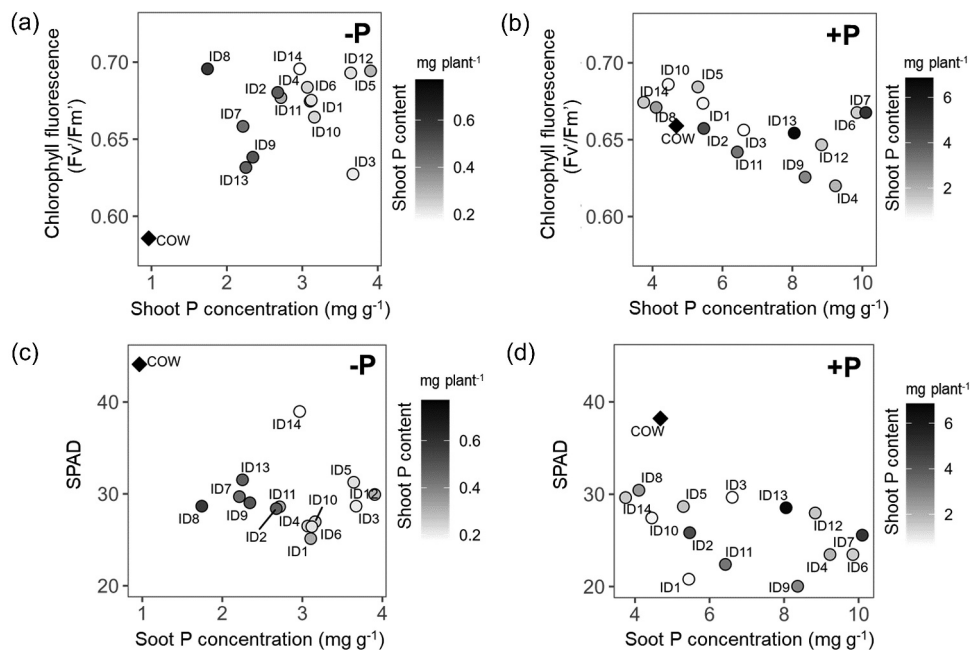 (a)
-P
Chlorophyll fluorescence
(Fv'/Fm')
0.70
0.65
0.60
ID8
ID14
ID12
ID4
ID6
ID2
ID5
ID11
ID1
ID7
ID10
ID9
ID13
ID3
COW
1
2
3
4
Shoot P concentration (mg g-1)
mg plant-1
Shoot P content
0.6
0.4
0.2
(b)
+P
Chlorophyll fluorescence
(Fv'/Fm')
0.70
0.65
0.60
ID10
ID5
ID14
ID7
ID8
ID1
ID13
ID6
COW
ID2
ID3
ID11
ID12
ID9
ID4
4
6
8
10
Shoot P concentration (mg g-1)
mg plant-1
Shoot P content
6
4
2
(c)
-P
SPAD
40
30
20
COW
ID14
ID13
ID5
ID7
ID11
ID10
ID12
ID8
ID9
ID4
ID3
ID2
ID6
ID1
1
2
3
4
Soot P concentration (mg g-1)
mg plant-1
Shoot P content
0.6
0.4
0.2
(d)
+P
SPAD
40
30
20
COW
ID8
ID3
ID5
ID13
ID14
ID12
ID10
ID2
ID7
ID11
ID4
ID6
ID1
ID9
4
6
8
10
Shoot P concentration (mg g-1)
mg plant-1
Shoot P content
6
4
2